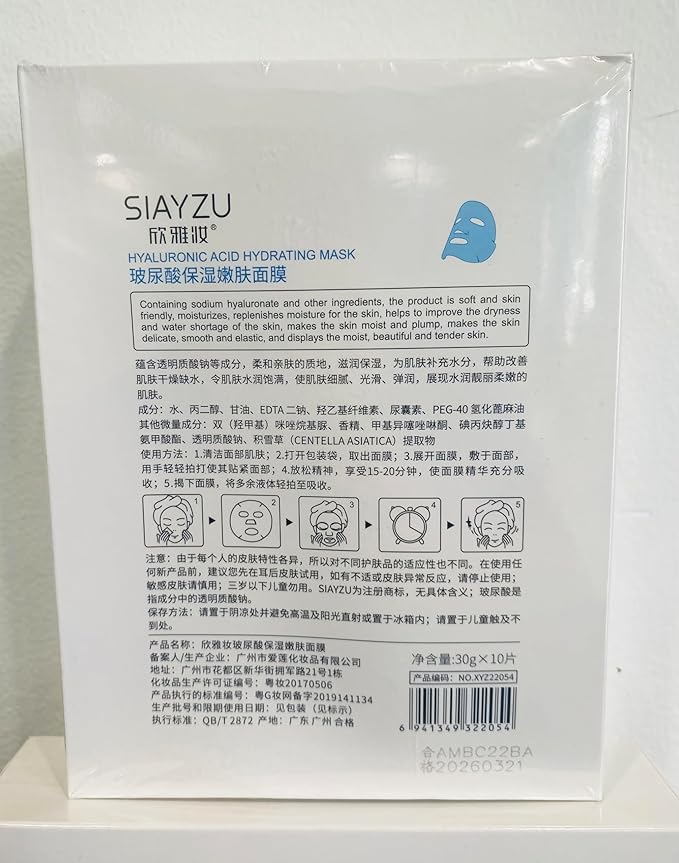 SIAYZU
欣雅妆®
HYALURONIC ACID HYDRATING MASK
玻尿酸保湿嫩肤面膜
Containing sodium hyaluronate and other ingredients, the product is soft and skin
friendly, moisturizes, replenishes moisture for the skin, helps to improve the dryness
and water shortage of the skin, makes the skin moist and plump, makes the skin
delicate, smooth and elastic, and displays the moist, beautiful and tender skin.
蕴含透明质酸钠等成分，柔和亲肤的质地，滋润保湿，为肌肤补充水分，帮助改善
肌肤干燥缺水，令肌肤水润饱满，使肌肤细腻、光滑、弹润，展现水润靓丽柔嫩的
肌肤。
成分：水、丙二醇、甘油、EDTA 二钠、羟乙基纤维素、尿囊素、PEG-40 氢化蓖麻油
其他微量成分：双（羟甲基）咪唑烷基脲、香精、甲基异噻唑啉酮、碘丙炔醇丁基
氨甲酸酯、透明质酸钠、积雪草（CENTELLA ASIATICA）提取物
使用方法：1.清洁面部肌肤；2.打开包装袋，取出面膜；3.展开面膜，敷于面部，
用手轻轻拍打使其贴紧面部；4.放松精神，享受15-20分钟，使面膜精华充分吸
收；5.揭下面膜，将多余液体轻拍至吸收。
1 2 3 4 5
注意：由于每个人的皮肤特性各异，所以对不同护肤品的适应性也不同。在使用任
何新产品前，建议您先在耳后皮肤试用，如有不适或皮肤异常反应，请停止使用；
敏感皮肤请慎用；三岁以下儿童勿用。SIAYZU为注册商标，无具体含义；玻尿酸是
指成分中的透明质酸钠。
保存方法：请置于阴凉处并避免高温及阳光直射或置于冰箱内；请置于儿童触及不
到处。
产品名称：欣雅妆玻尿酸保湿嫩肤面膜
备案人/生产企业：广州市爱莲化妆品有限公司
地址：广州市花都区新华街拥军路21号1栋
化妆品生产许可证编号：粤妆20170506
产品执行的标准编号：粤G妆网备字2019141134
生产批号和限期使用日期：见包装（见标示）
执行标准：QB/T 2872 产地：广东 广州 合格
净含量:30g×10片
产品编码：NO.XYZ22054
6 941349 322054
合AMBC22BA
格20260321